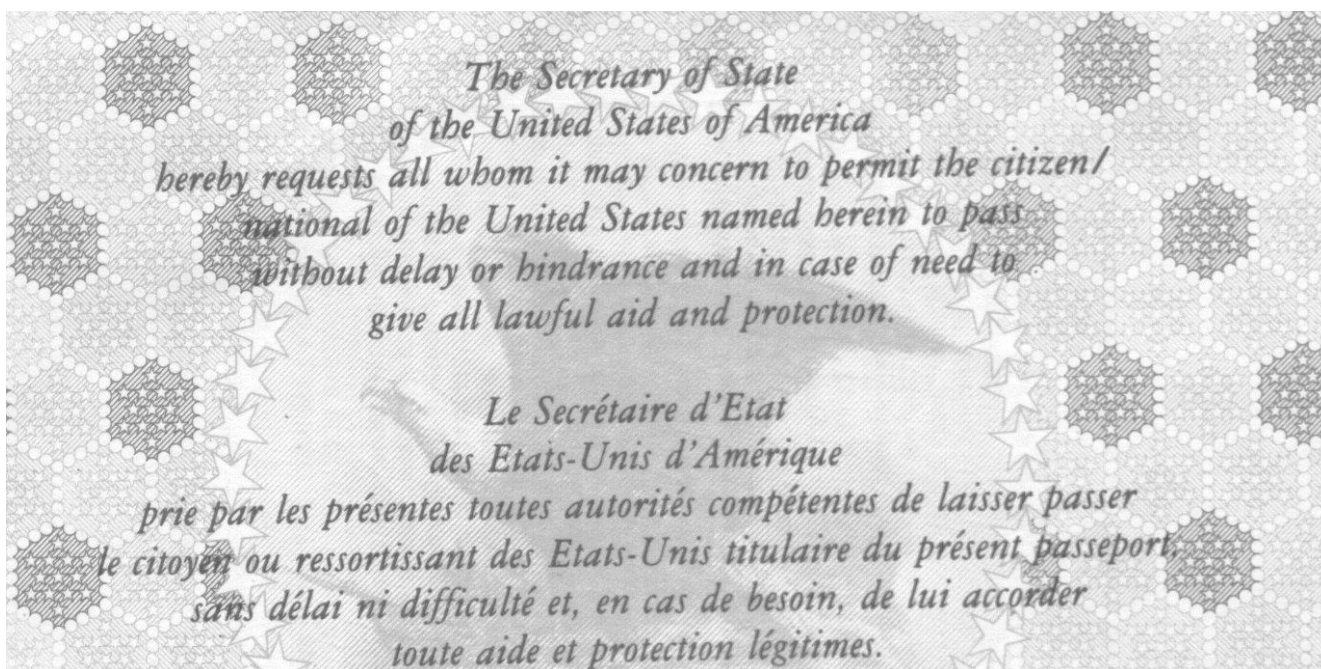 The Secretary of State
of the United States of America
hereby requests all whom it may concern to permit the citizen/
national of the United States named herein to pass
without delay or hindrance and in case of need to
give all lawful aid and protection.
Le Secrétaire d'Etat
des Etats-Unis d'Amérique
prie par les présentes toutes autorités compétentes de laisser passer
le citoyen ou ressortissant des Etats-Unis titulaire du présent passeport,
sans délai ni difficulté et, en cas de besoin, de lui accorder
toute aide et protection légitimes.